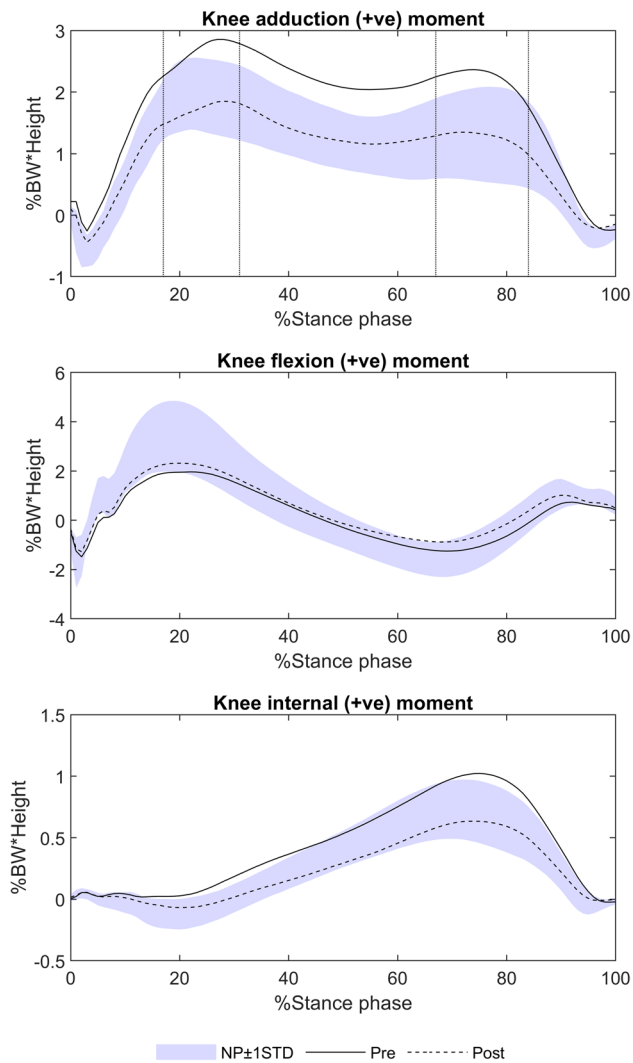 Knee adduction (+ve) moment
3
2
1
0
-1
%BW*Height
0 20 40 60 80 100
%Stance phase
Knee flexion (+ve) moment
6
4
2
0
-2
-4
%BW*Height
0 20 40 60 80 100
%Stance phase
Knee internal (+ve) moment
1.5
1
0.5
0
-0.5
%BW*Height
0 20 40 60 80 100
%Stance phase
NP±1STD Pre Post